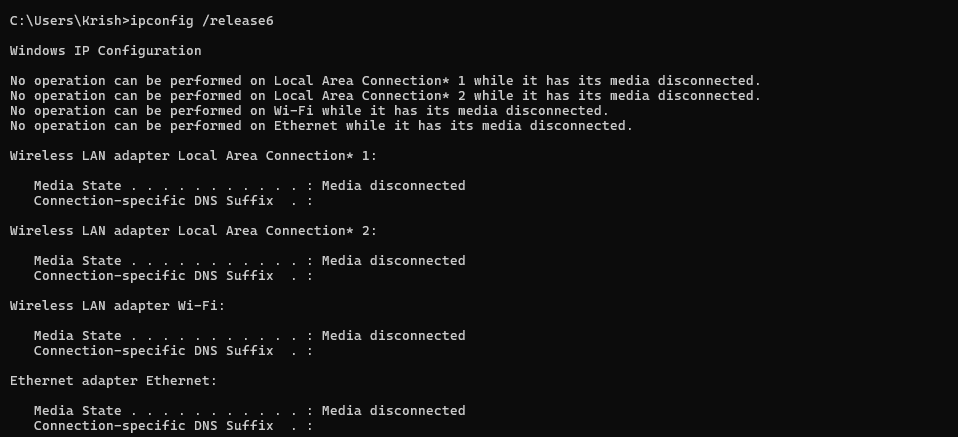 C:\Users\Krish>ipconfig /release6
Windows IP Configuration
No operation can be performed on Local Area Connection* 1 while it has its media disconnected.
No operation can be performed on Local Area Connection* 2 while it has its media disconnected.
No operation can be performed on Wi-Fi while it has its media disconnected.
No operation can be performed on Ethernet while it has its media disconnected.
Wireless LAN adapter Local Area Connection* 1:
Media State . . . . . . . . . . . : Media disconnected
Connection-specific DNS Suffix  . :
Wireless LAN adapter Local Area Connection* 2:
Media State . . . . . . . . . . . : Media disconnected
Connection-specific DNS Suffix  . :
Wireless LAN adapter Wi-Fi:
Media State . . . . . . . . . . . : Media disconnected
Connection-specific DNS Suffix  . :
Ethernet adapter Ethernet:
Media State . . . . . . . . . . . : Media disconnected
Connection-specific DNS Suffix  . :